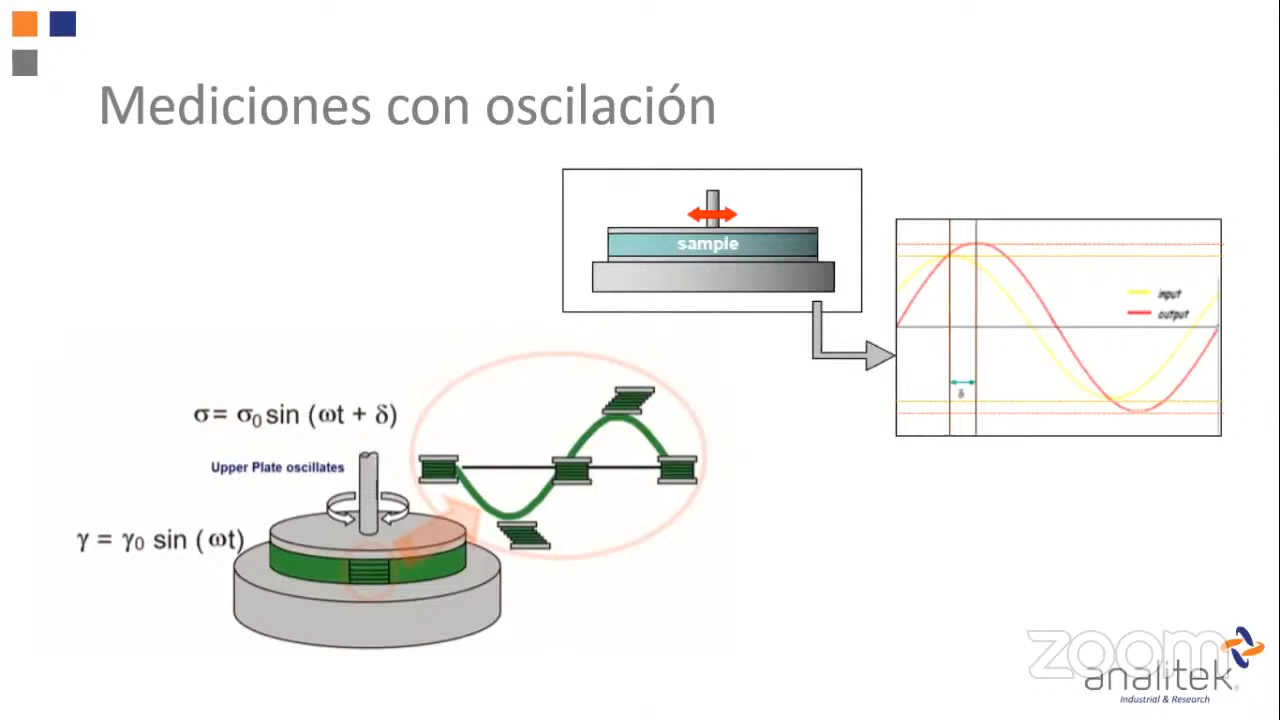 Mediciones con oscilación
sample
input
output
δ
σ = σ₀ sin (ωt + δ)
Upper Plate oscillates
γ = γ₀ sin (ωt)
zoom
analitek
Industrial & Research